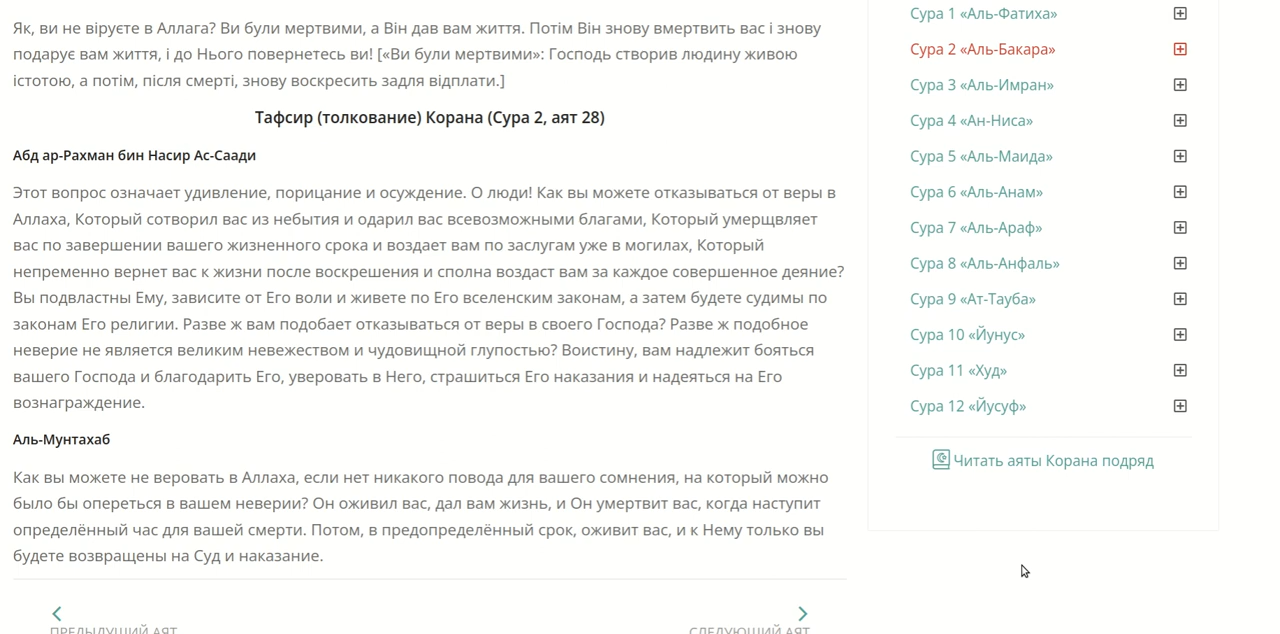 Як, ви не віруєте в Аллага? Ви були мертвими, а Він дав вам життя. Потім Він знову вмертвить вас і знову
подарує вам життя, і до Нього повернетесь ви! [«Ви були мертвими»: Господь створив людину живою
істотою, а потім, після смерті, знову воскресить задля відплати.]
Тафсир (толкование) Корана (Сура 2, аят 28)
Абд ар-Рахман бин Насир Ас-Саади
Этот вопрос означает удивление, порицание и осуждение. О люди! Как вы можете отказываться от веры в
Аллаха, Который сотворил вас из небытия и одарил вас всевозможными благами, Который умерщвляет
вас по завершении вашего жизненного срока и воздает вам по заслугам уже в могилах, Который
непременно вернет вас к жизни после воскрешения и сполна воздаст вам за каждое совершенное деяние?
Вы подвластны Ему, зависите от Его воли и живете по Его вселенским законам, а затем будете судимы по
законам Его религии. Разве ж вам подобает отказываться от веры в своего Господа? Разве ж подобное
неверие не является великим невежеством и чудовищной глупостью? Воистину, вам надлежит бояться
вашего Господа и благодарить Его, уверовать в Него, страшиться Его наказания и надеяться на Его
вознаграждение.
Аль-Мунтахаб
Как вы можете не веровать в Аллаха, если нет никакого повода для вашего сомнения, на который можно
было бы опереться в вашем неверии? Он оживил вас, дал вам жизнь, и Он умертвит вас, когда наступит
определённый час для вашей смерти. Потом, в предопределённый срок, оживит вас, и к Нему только вы
будете возвращены на Суд и наказание.
ПРЕДЫДУЩИЙ АЯТ
СЛЕДУЮЩИЙ АЯТ
Сура 1 «Аль-Фатиха»
Сура 2 «Аль-Бакара»
Сура 3 «Аль-Имран»
Сура 4 «Ан-Ниса»
Сура 5 «Аль-Маида»
Сура 6 «Аль-Анам»
Сура 7 «Аль-Араф»
Сура 8 «Аль-Анфаль»
Сура 9 «Ат-Тауба»
Сура 10 «Йунус»
Сура 11 «Худ»
Сура 12 «Йусуф»
Читать аяты Корана подряд